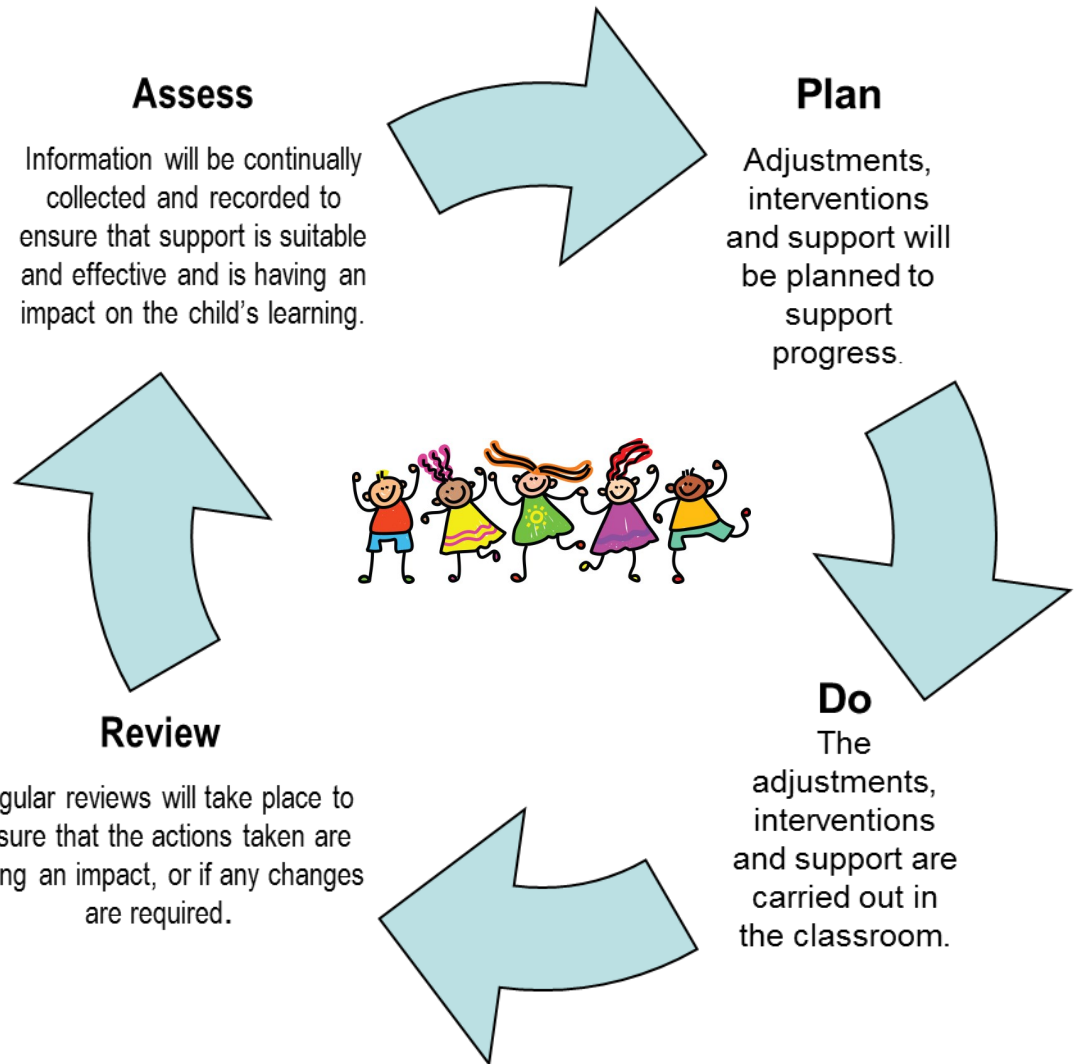 Assess
Information will be continually
collected and recorded to
ensure that support is suitable
and effective and is having an
impact on the child’s learning.
Plan
Adjustments,
interventions
and support will
be planned to
support
progress.
Do
The
adjustments,
interventions
and support are
carried out in
the classroom.
Review
gular reviews will take place to
sure that the actions taken are
ng an impact, or if any changes
are required.